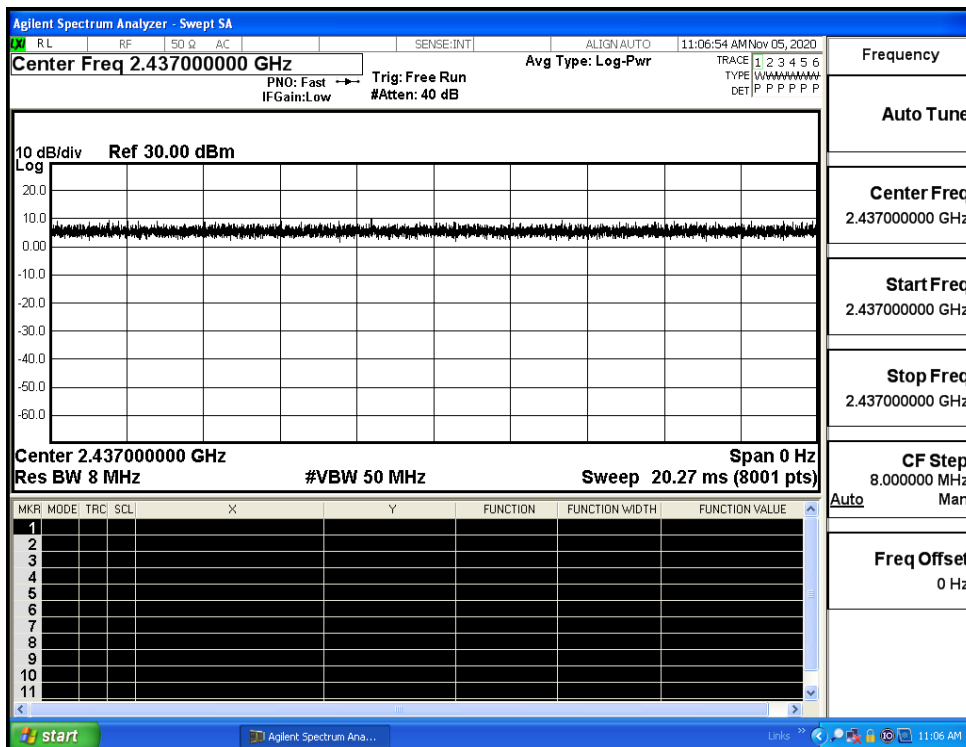 Agilent Spectrum Analyzer - Swept SA
LXI RL RF 50 Ω AC SENSE:INT ALIGN AUTO 11:06:54 AM Nov 05, 2020
Center Freq 2.437000000 GHz
PNO: Fast
IFGain:Low
Trig: Free Run
#Atten: 40 dB
Avg Type: Log-Pwr
TRACE 1 2 3 4 5 6
TYPE WWWWWW
DET P P P P P P
10 dB/div Ref 30.00 dBm
Log
20.0
10.0
0.00
-10.0
-20.0
-30.0
-40.0
-50.0
-60.0
Center 2.437000000 GHz Span 0 Hz
Res BW 8 MHz #VBW 50 MHz Sweep 20.27 ms (8001 pts)
MKR MODE TRC SCL X Y FUNCTION FUNCTION WIDTH FUNCTION VALUE
1
2
3
4
5
6
7
8
9
10
11
Frequency
Auto Tune
Center Freq
2.437000000 GHz
Start Freq
2.437000000 GHz
Stop Freq
2.437000000 GHz
CF Step
8.000000 MHz
Auto Man
Freq Offset
0 Hz
start Agilent Spectrum Ana... Links » 11:06 AM